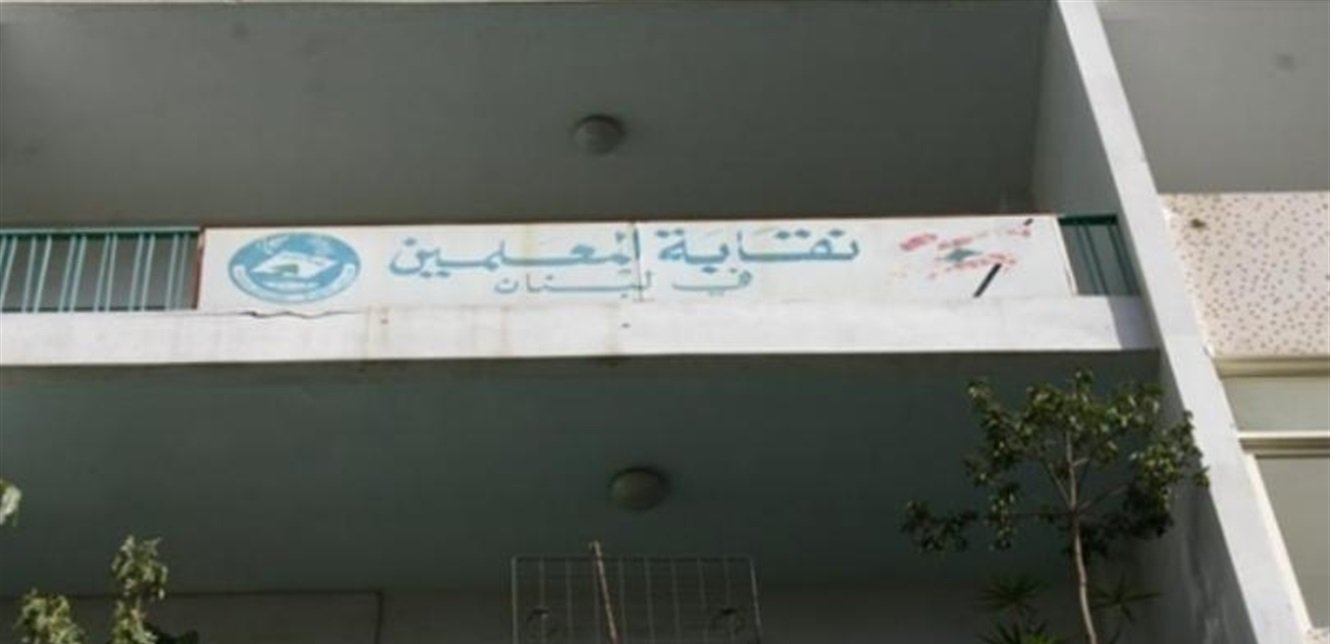 نقابة المعلمين
في لبنان